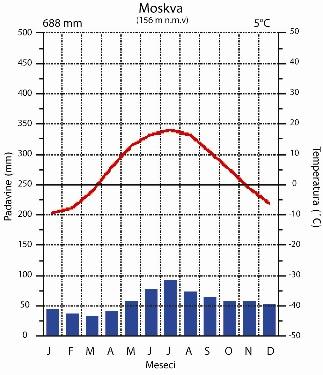 Moskva
(156 m n.m.v)
688 mm
5°C
Padavine (mm)
500
450
400
350
300
250
200
150
100
50
0
50
40
30
20
10
0
-10
-20
-30
-40
-50
Temperatura (°C)
J F M A M J J A S O N D
Meseci